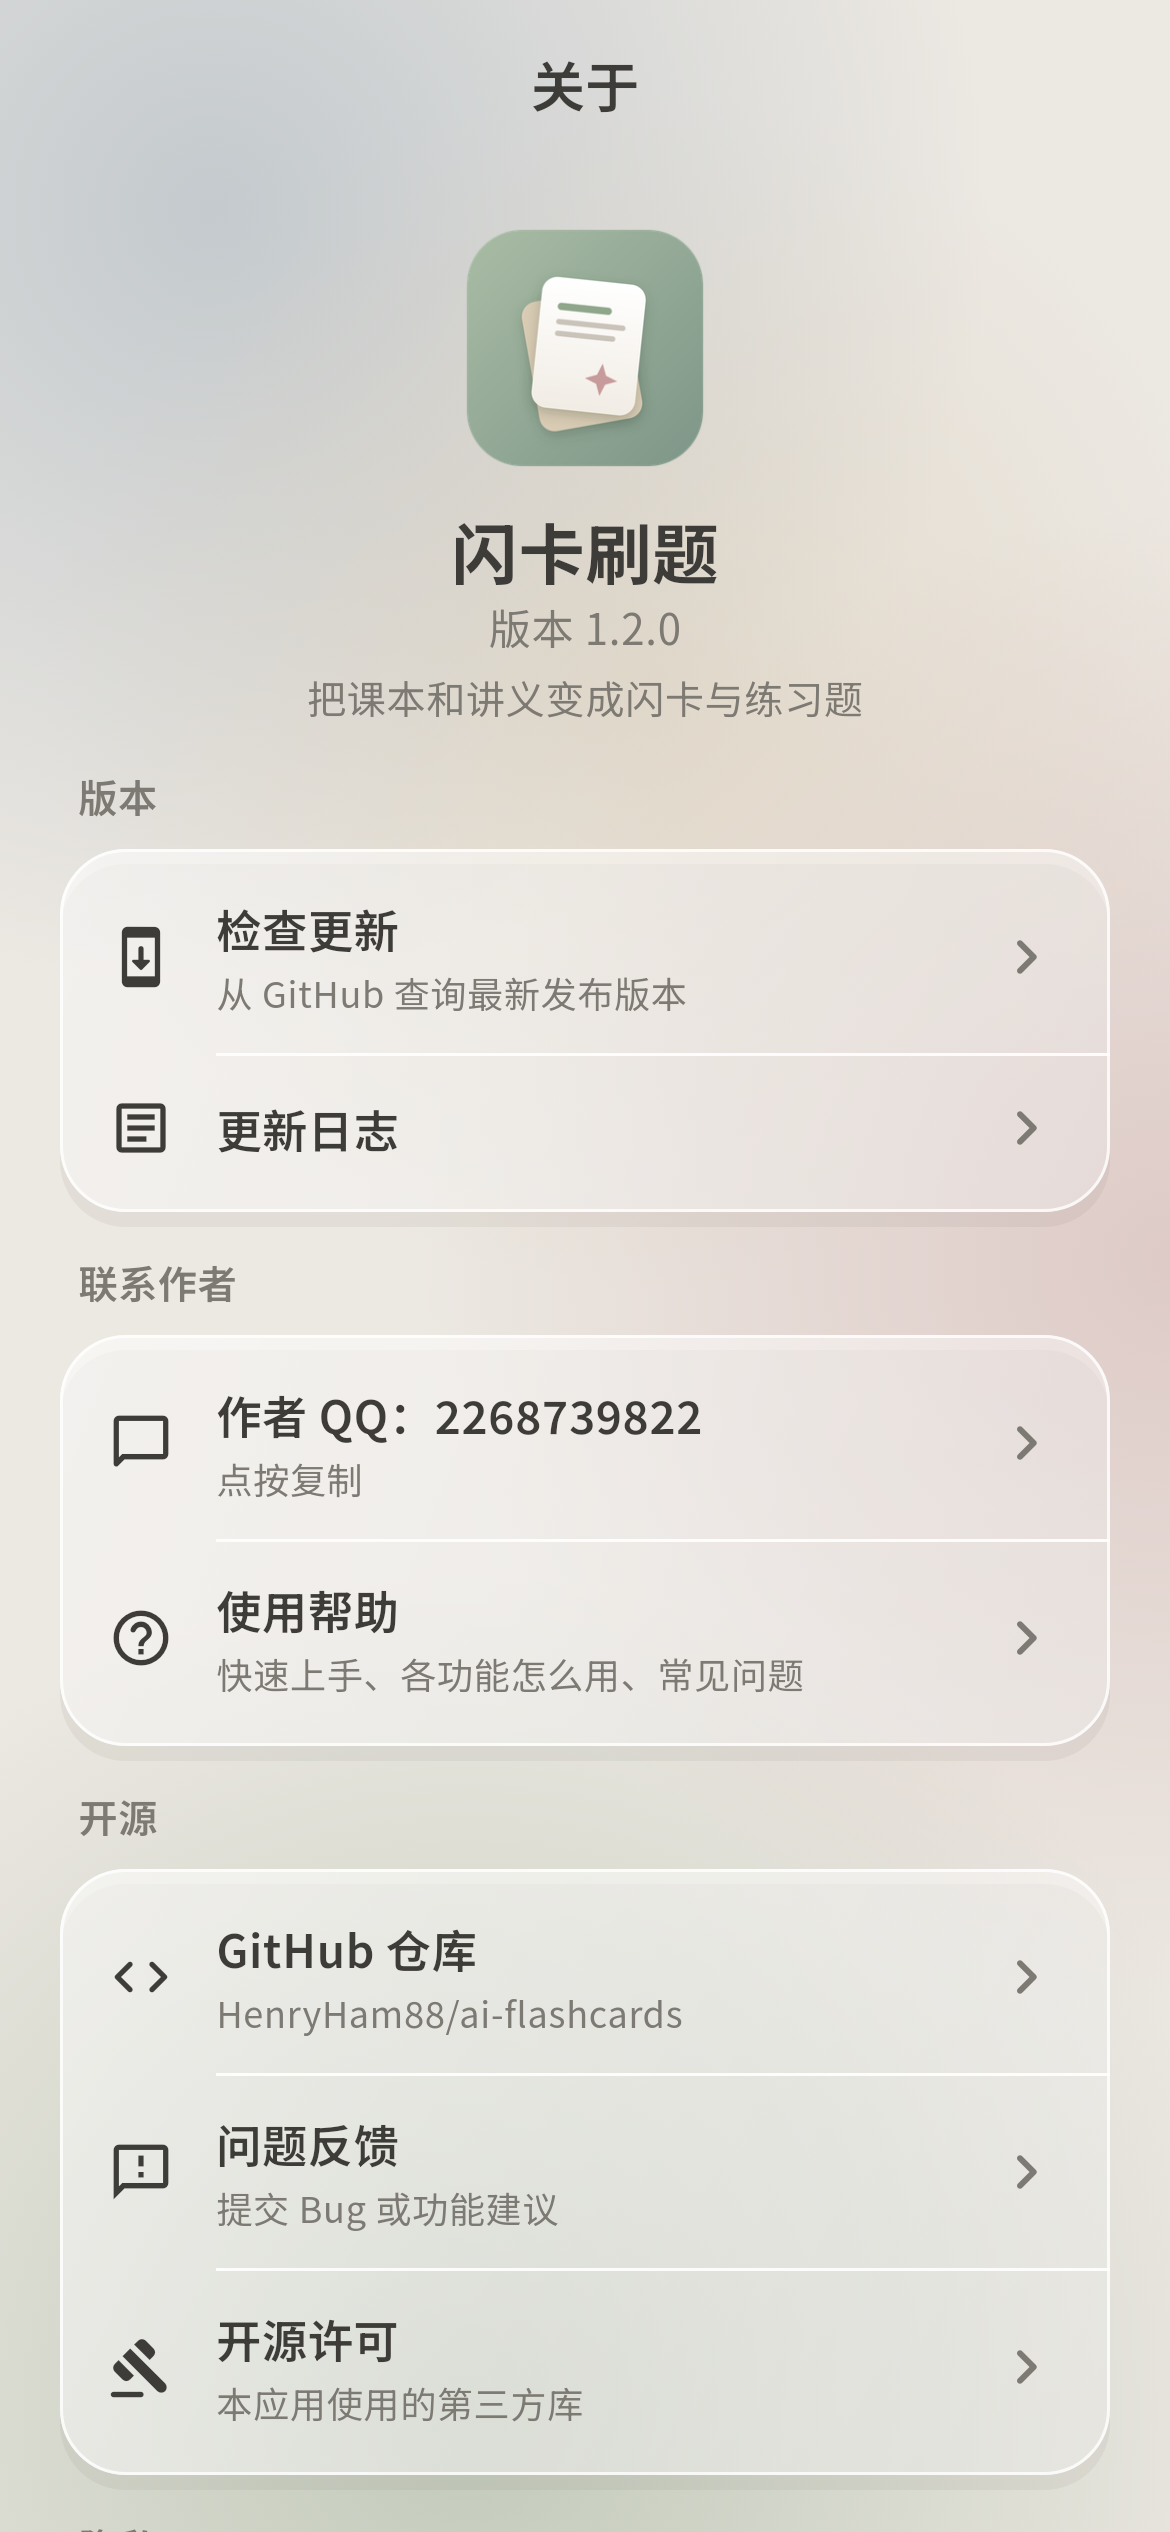 关于
闪卡刷题
版本 1.2.0
把课本和讲义变成闪卡与练习题
版本
检查更新
从 GitHub 查询最新发布版本
更新日志
联系作者
作者 QQ：2268739822
点按复制
使用帮助
快速上手、各功能怎么用、常见问题
开源
GitHub 仓库
HenryHam88/ai-flashcards
问题反馈
提交 Bug 或功能建议
开源许可
本应用使用的第三方库